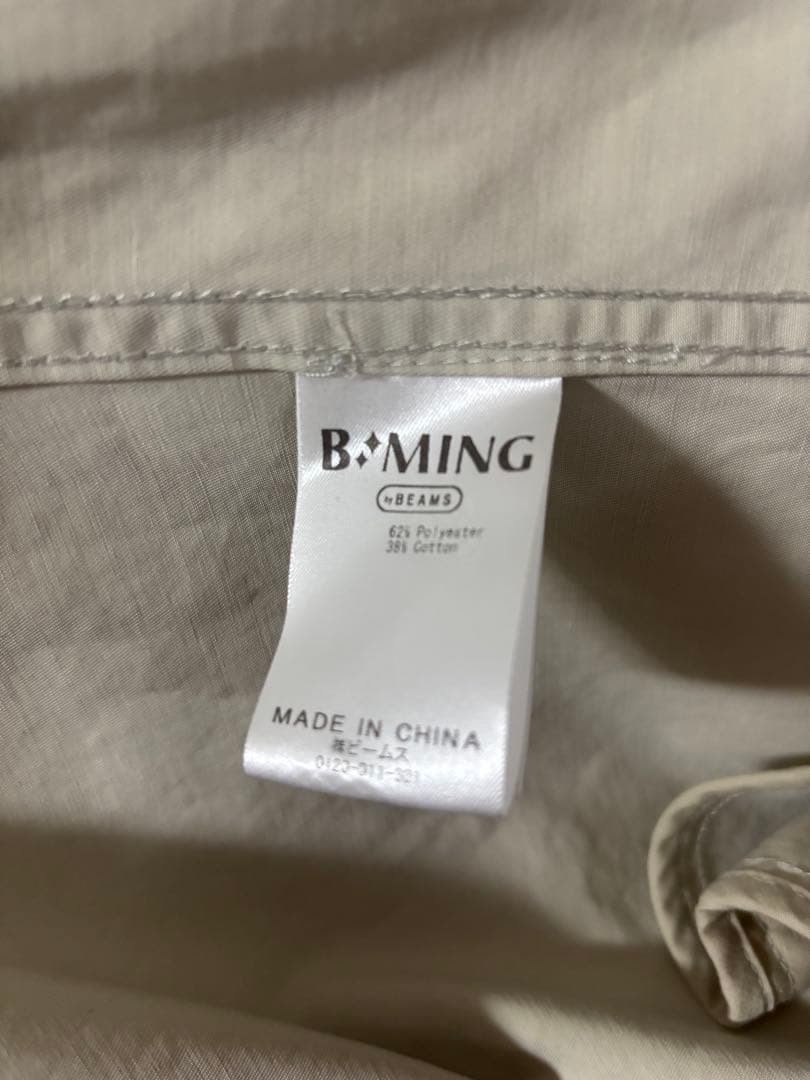 B MING
by BEAMS
62% Polyester
38% Cotton
MADE IN CHINA
㈱ビームス
0120-011-301